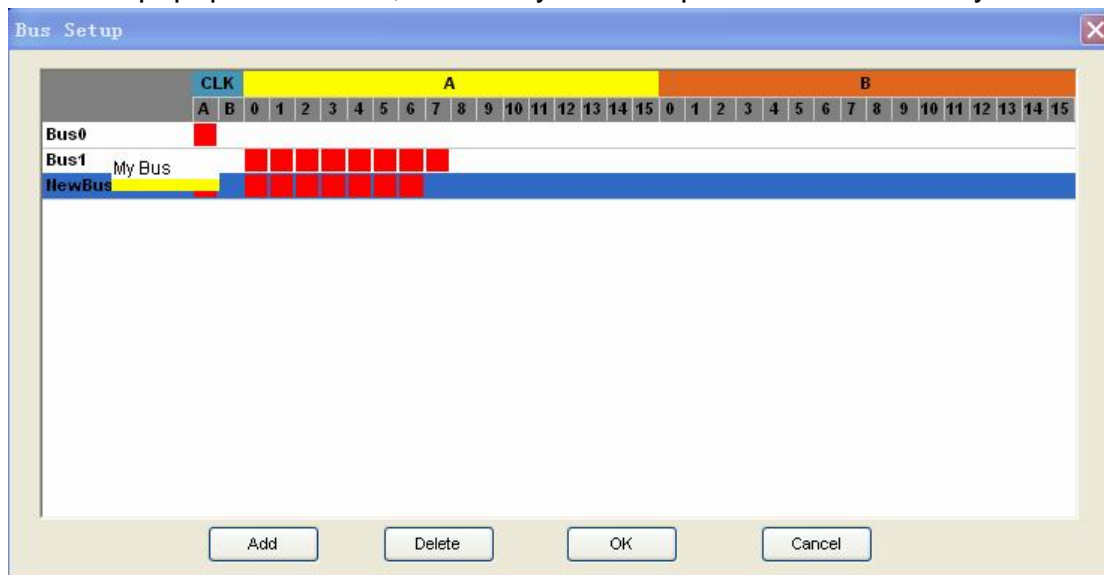 Bus Setup
CLK A B
A B 0 1 2 3 4 5 6 7 8 9 10 11 12 13 14 15 0 1 2 3 4 5 6 7 8 9 10 11 12 13 14 15
Bus0
Bus1
My Bus
NewBus
Add Delete OK Cancel